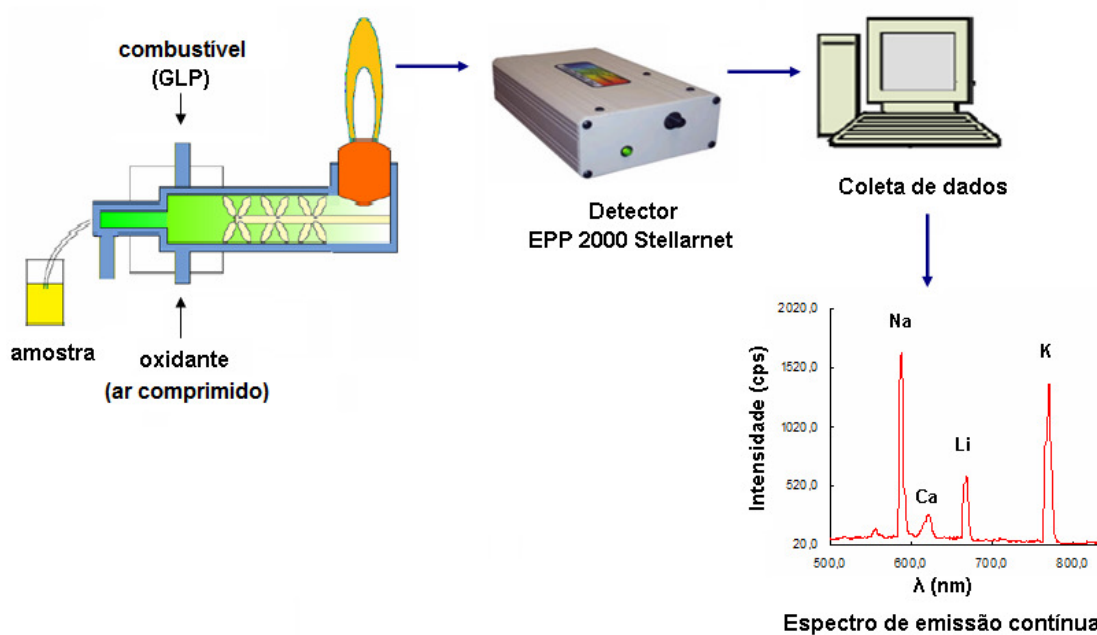 combustível
(GLP)
amostra
oxidante
(ar comprimido)
Detector
EPP 2000 Stellarnet
Coleta de dados
Intensidade (cps)
2020,0
1520,0
1020,0
520,0
20,0
Na
Ca
Li
K
500,0 600,0 700,0 800,0
λ (nm)
Espectro de emissão contínua